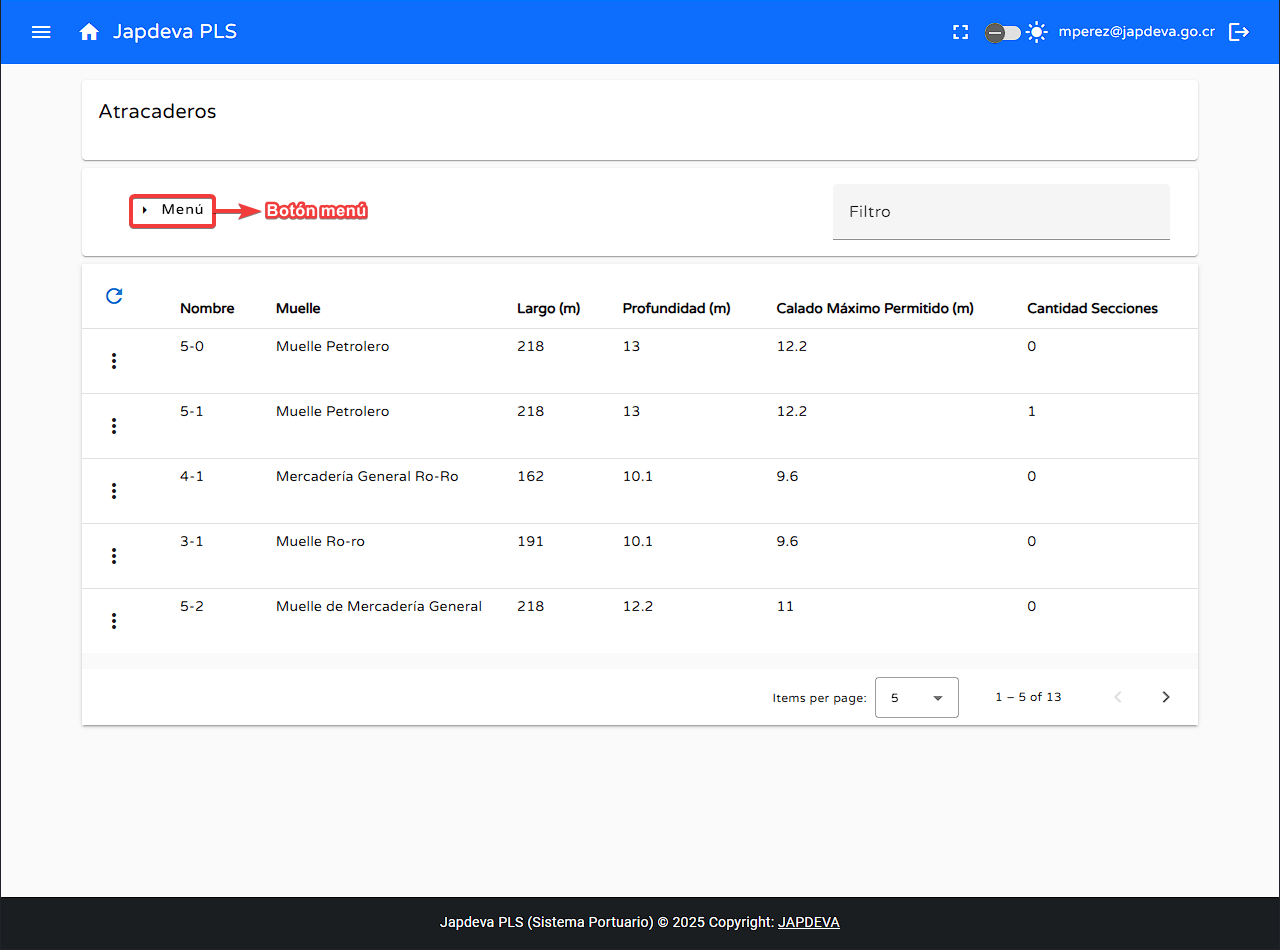 Japdeva PLS mperez@japdeva.go.cr
Atracaderos
Menú Botón menú Filtro
Nombre Muelle Largo (m) Profundidad (m) Calado Máximo Permitido (m) Cantidad Secciones
5-0 Muelle Petrolero 218 13 12.2 0
5-1 Muelle Petrolero 218 13 12.2 1
4-1 Mercadería General Ro-Ro 162 10.1 9.6 0
3-1 Muelle Ro-ro 191 10.1 9.6 0
5-2 Muelle de Mercadería General 218 12.2 11 0
Items per page: 5 1 – 5 of 13
Japdeva PLS (Sistema Portuario) © 2025 Copyright: JAPDEVA